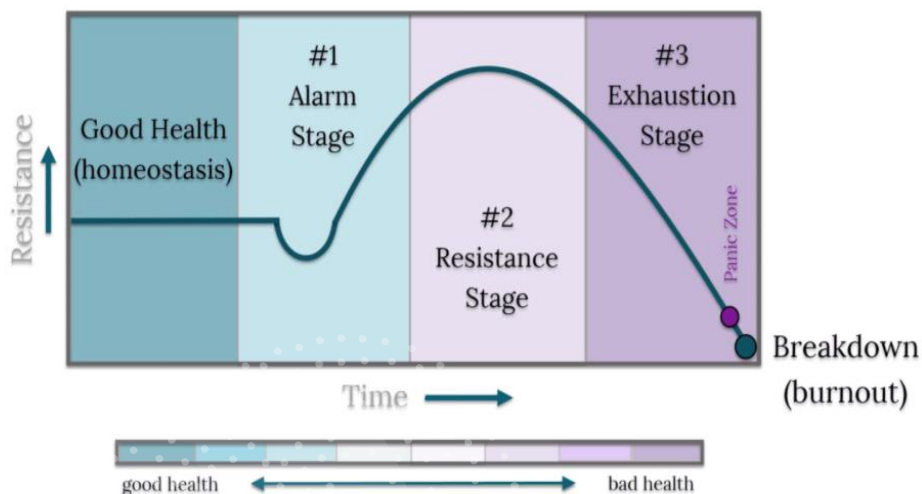 Resistance
Good Health
(homeostasis)
#1
Alarm
Stage
#2
Resistance
Stage
#3
Exhaustion
Stage
Panic Zone
Breakdown
(burnout)
Time
good health
bad health